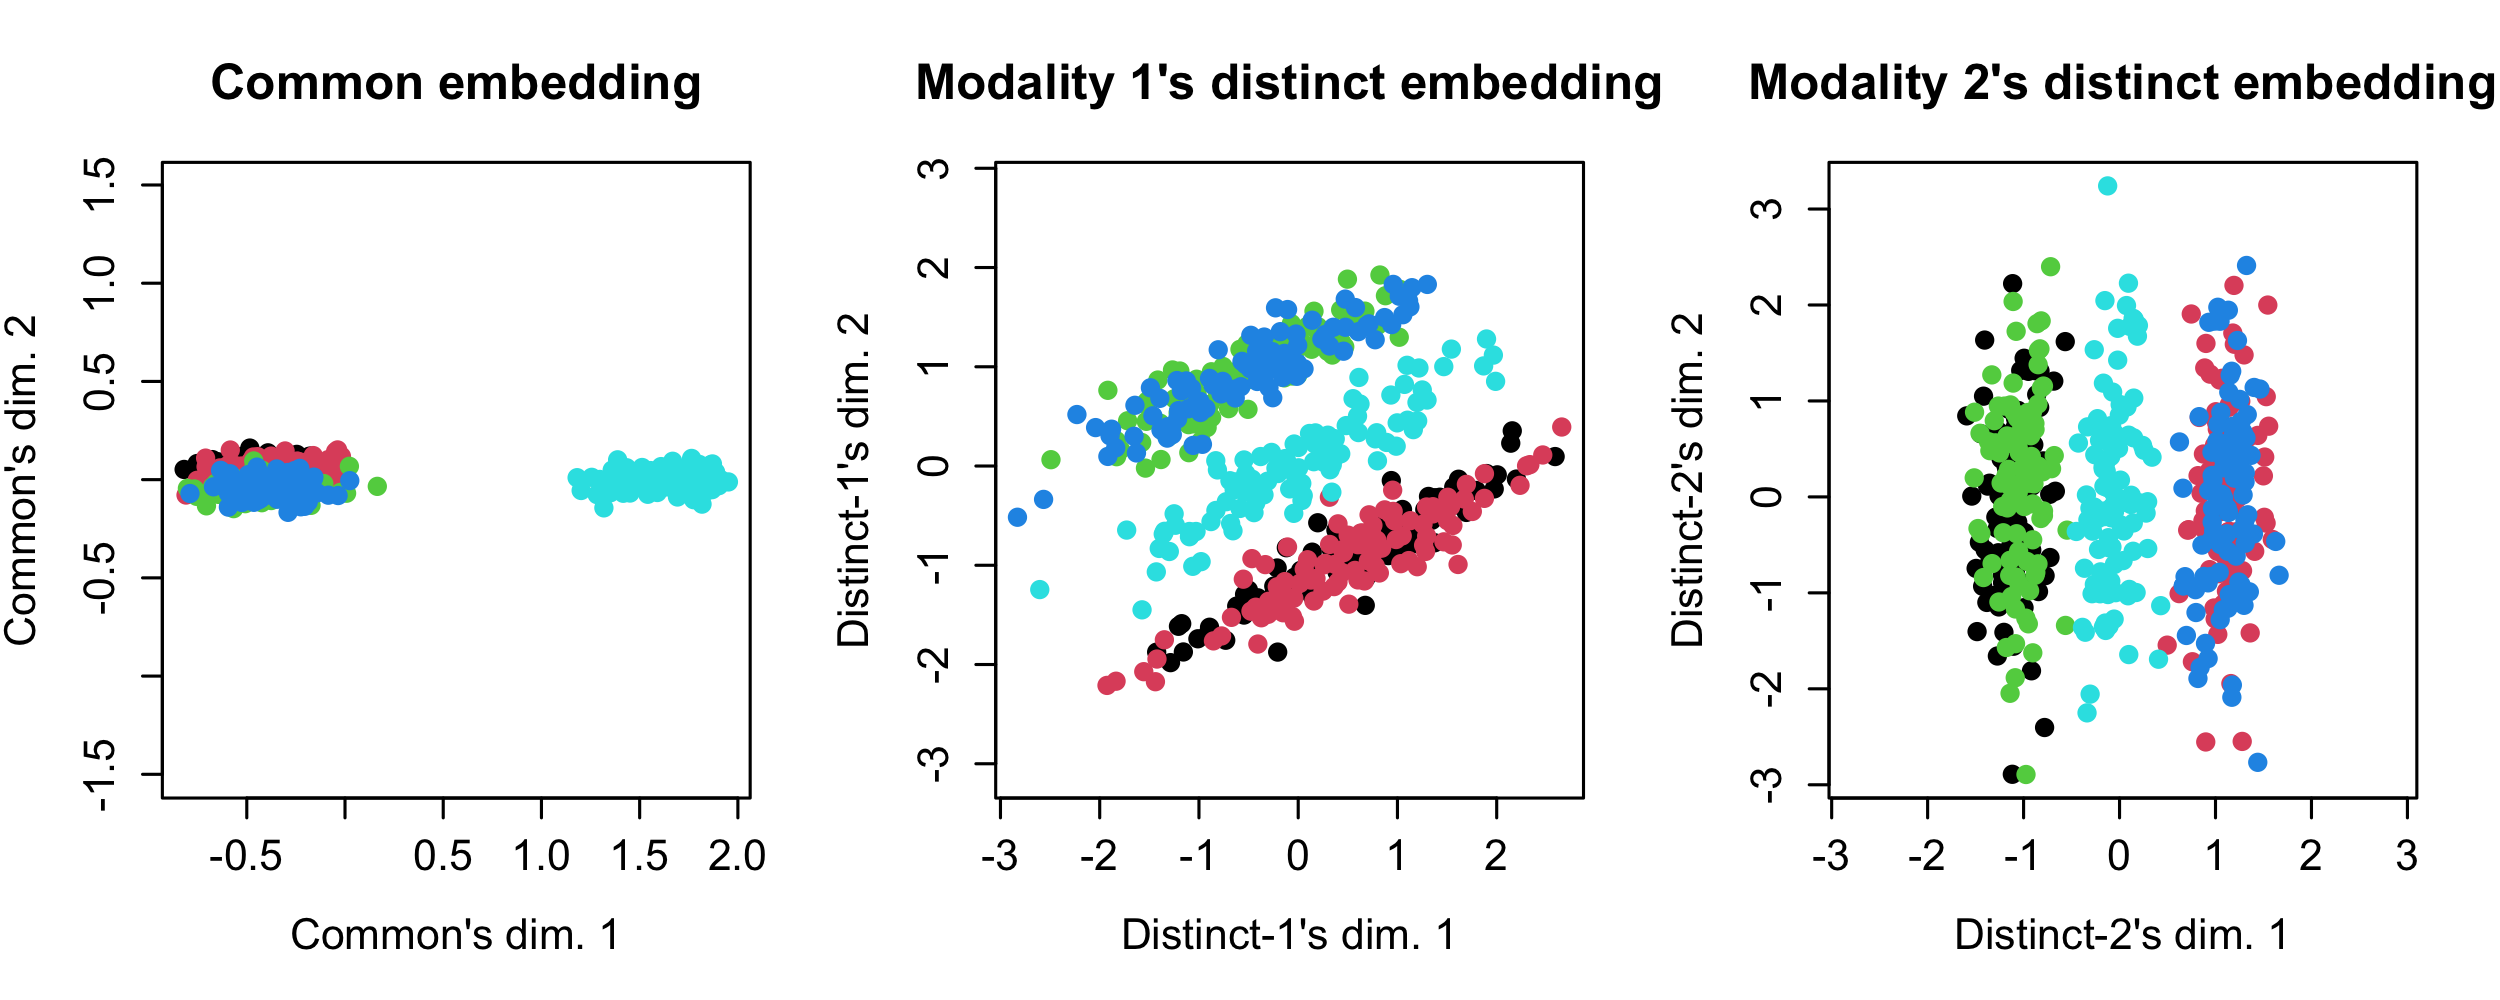 Common embedding
1.5
1.0
0.5
-0.5
-1.5
Common's dim. 2
-0.5 0.5 1.0 1.5 2.0
Common's dim. 1
Modality 1's distinct embedding
3
2
1
0
-1
-2
-3
Distinct-1's dim. 2
-3 -2 -1 0 1 2
Distinct-1's dim. 1
Modality 2's distinct embedding
3
2
1
0
-1
-2
-3
Distinct-2's dim. 2
-3 -2 -1 0 1 2 3
Distinct-2's dim. 1